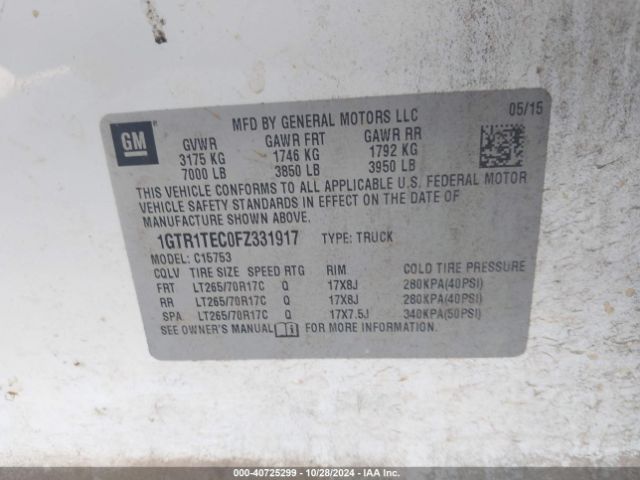 GM
MFD BY GENERAL MOTORS LLC
05/15
GVWR GAWR FRT GAWR RR
3175 KG 1746 KG 1792 KG
7000 LB 3850 LB 3950 LB
THIS VEHICLE CONFORMS TO ALL APPLICABLE U.S. FEDERAL MOTOR
VEHICLE SAFETY STANDARDS IN EFFECT ON THE DATE OF
MANUFACTURE SHOWN ABOVE.
1GTR1TEC0FZ331917 TYPE: TRUCK
MODEL: C15753
CQLV TIRE SIZE SPEED RTG RIM COLD TIRE PRESSURE
FRT LT265/70R17C Q 17X8J 280KPA(40PSI)
RR LT265/70R17C Q 17X8J 280KPA(40PSI)
SPA LT265/70R17C Q 17X7.5J 340KPA(50PSI)
SEE OWNER'S MANUAL FOR MORE INFORMATION.
000-40725299 - 10/28/2024 - IAA Inc.